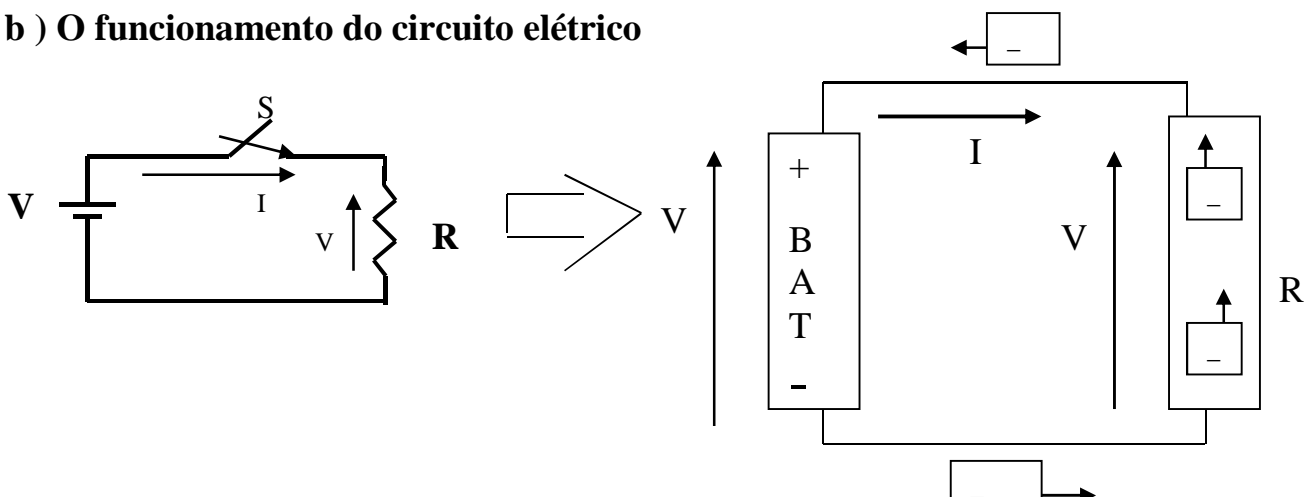 b ) O funcionamento do circuito elétrico
S
I
V
V
R
V
+
B
A
T
-
I
V
R
_
_
_